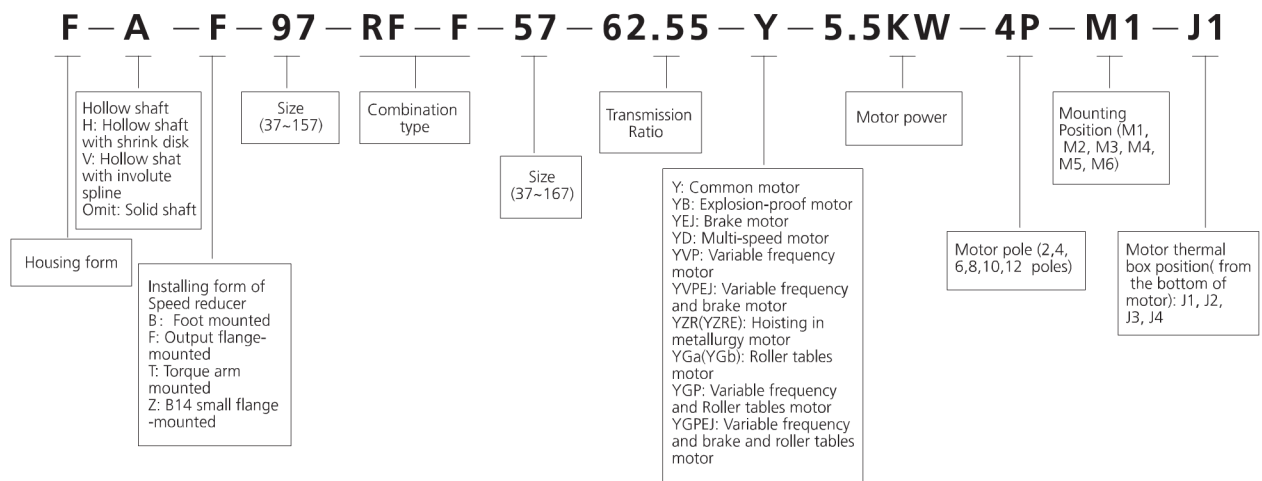 F — A — F — 97 — RF — F — 57 — 62.55 — Y — 5.5KW — 4P — M1 — J1
Hollow shaft
H: Hollow shaft
with shrink disk
V: Hollow shat
with involute
spline
Omit: Solid shaft
Size
(37~157)
Combination
type
Transmission
Ratio
Motor power
Mounting
Position (M1,
M2, M3, M4,
M5, M6)
Size
(37~167)
Y: Common motor
YB: Explosion-proof motor
YEJ: Brake motor
YD: Multi-speed motor
YVP: Variable frequency
motor
YVPEJ: Variable frequency
and brake motor
YZR(YZRE): Hoisting in
metallurgy motor
YGa(YGb): Roller tables
motor
YGP: Variable frequency
and Roller tables motor
YGPEJ: Variable frequency
and brake and roller tables
motor
Housing form
Installing form of
Speed reducer
B: Foot mounted
F: Output flange-
mounted
T: Torque arm
mounted
Z: B14 small flange
-mounted
Motor pole (2,4,
6,8,10,12 poles)
Motor thermal
box position( from
the bottom of
motor): J1, J2,
J3, J4